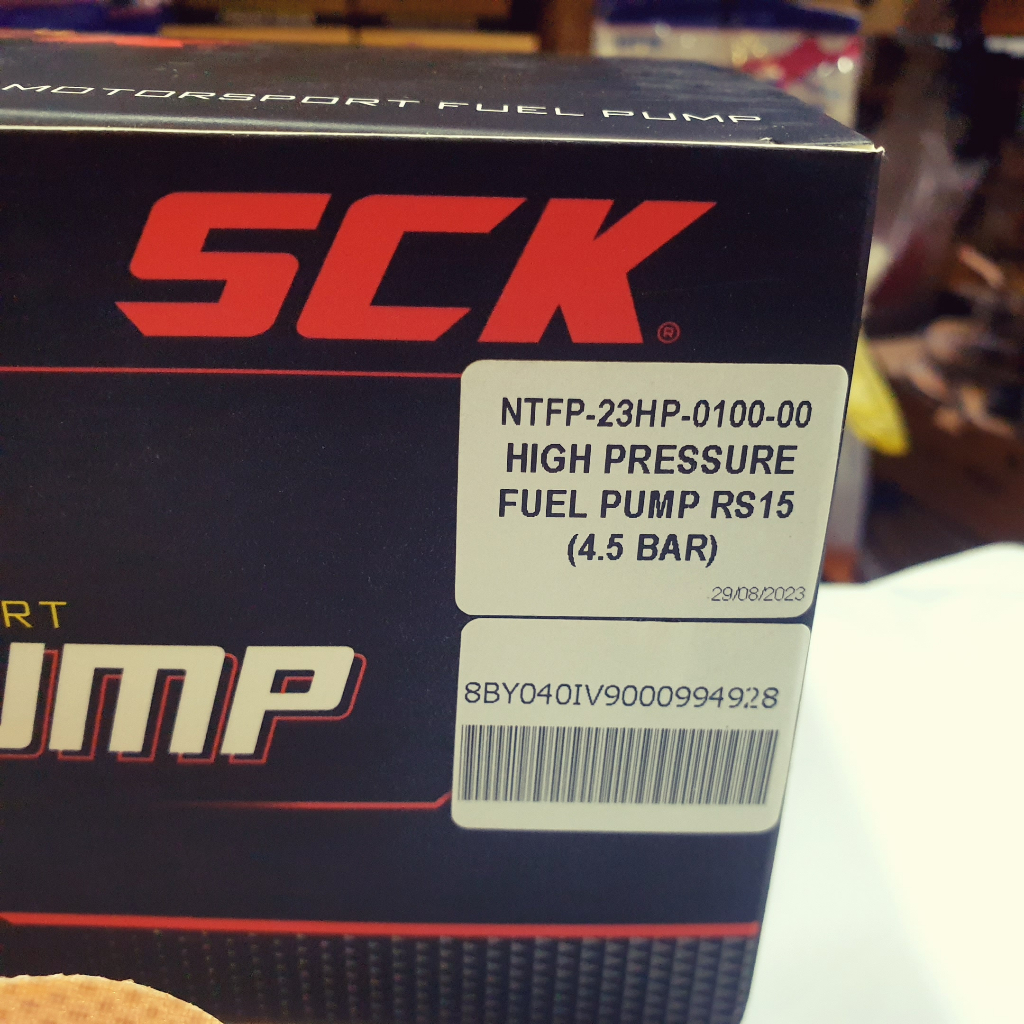 MOTORSPORT FUEL PUMP
SCK
®
NTFP-23HP-0100-00
HIGH PRESSURE
FUEL PUMP RS15
(4.5 BAR)
29/08/2023
RT
UMP
8BY040IV9000994928